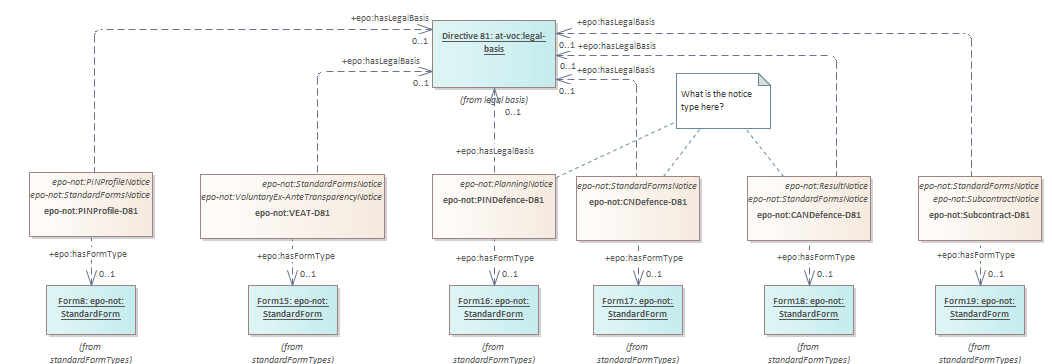 +epo:hasLegalBasis
0..1
+epo:hasLegalBasis
0..1
Directive 81: at-voc:legal-
basis
(from legal basis)
0..1
+epo:hasLegalBasis
+epo:hasLegalBasis
0..1
+epo:hasLegalBasis
0..1
+epo:hasLegalBasis
0..1
What is the notice
type here?
epo-not:PINProfileNotice
epo-not:StandardFormsNotice
epo-not:PINProfile-D81
epo-not:StandardFormsNotice
epo-not:VoluntaryEx-AnteTransparencyNotice
epo-not:VEAT-D81
epo-not:PlanningNotice
epo-not:PINDefence-D81
epo-not:StandardFormsNotice
epo-not:CNDefence-D81
epo-not:ResultNotice
epo-not:StandardFormsNotice
epo-not:CANDefence-D81
epo-not:StandardFormsNotice
epo-not:SubcontractNotice
epo-not:Subcontract-D81
+epo:hasFormType
0..1
+epo:hasFormType
0..1
+epo:hasFormType
0..1
+epo:hasFormType
0..1
+epo:hasFormType
0..1
+epo:hasFormType
0..1
Form8: epo-not:
StandardForm
(from
standardFormTypes)
Form15: epo-not:
StandardForm
(from
standardFormTypes)
Form16: epo-not:
StandardForm
(from
standardFormTypes)
Form17: epo-not:
StandardForm
(from
standardFormTypes)
Form18: epo-not:
StandardForm
(from
standardFormTypes)
Form19: epo-not:
StandardForm
(from
standardFormTypes)